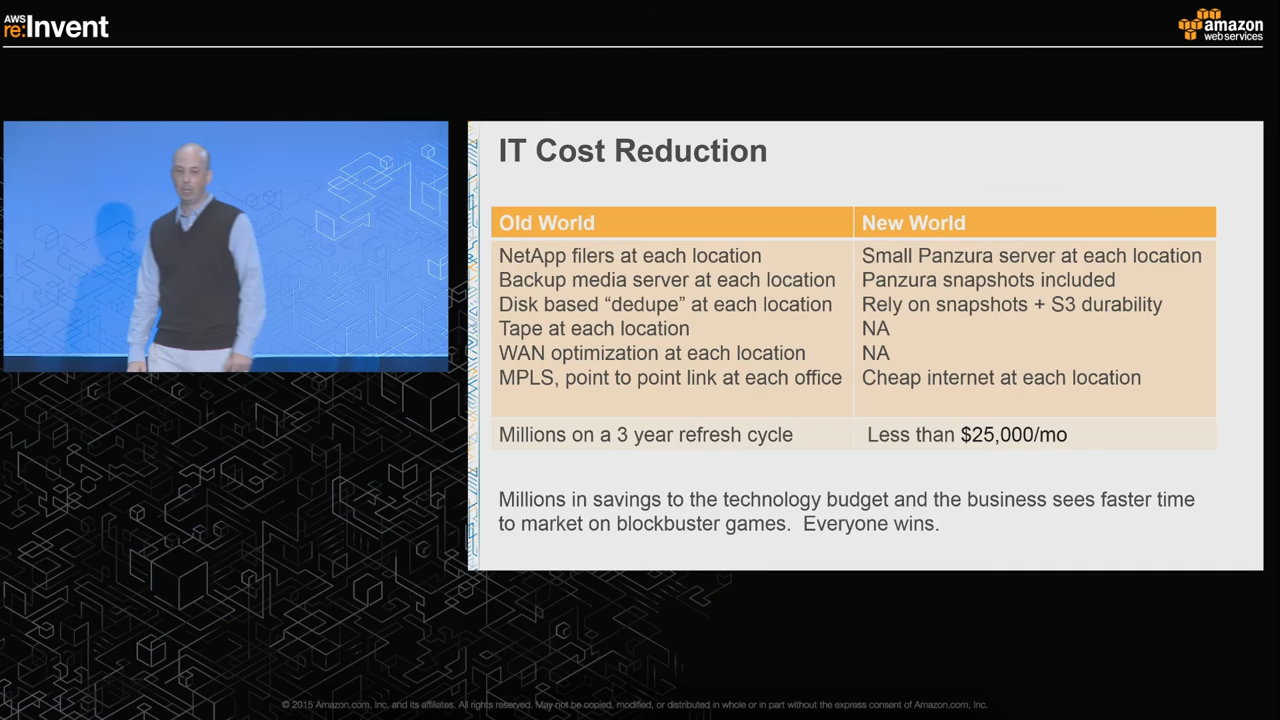 AWS
re:Invent
amazon
web services
IT Cost Reduction
Old World
New World
NetApp filers at each location
Small Panzura server at each location
Backup media server at each location
Panzura snapshots included
Disk based “dedupe” at each location
Rely on snapshots + S3 durability
Tape at each location
NA
WAN optimization at each location
NA
MPLS, point to point link at each office
Cheap internet at each location
Millions on a 3 year refresh cycle
Less than $25,000/mo
Millions in savings to the technology budget and the business sees faster time
to market on blockbuster games.  Everyone wins.
© 2015 Amazon.com, Inc. and its affiliates. All rights reserved. May not be copied, modified, or distributed in whole or in part without the express consent of Amazon.com, Inc.